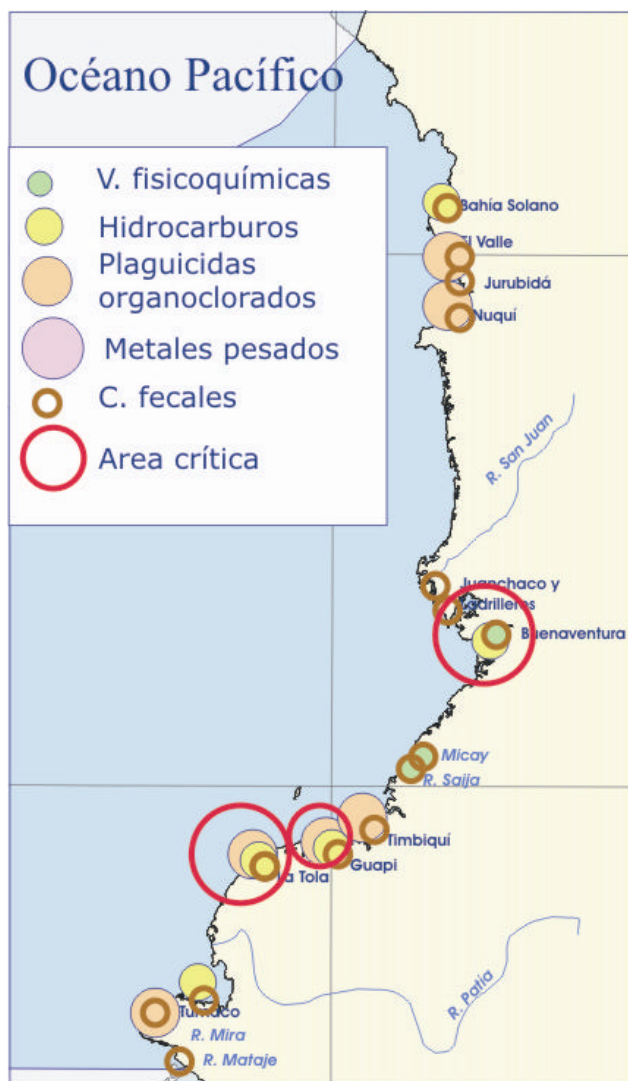 Océano Pacífico
V. fisicoquímicas
Hidrocarburos
Plaguicidas
organoclorados
Metales pesados
C. fecales
Area crítica
Bahía Solano
El Valle
Jurubidá
Nuquí
R. San Juan
Juanchaco y
Ladrilleres
Buenaventura
Micay
R. Saija
Timbiquí
Guapi
La Tola
R. Patía
Tumaco
R. Mira
R. Mataje